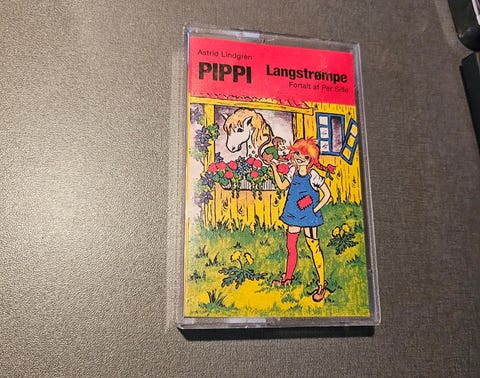 Astrid Lindgren
PIPPI Langstrømpe
Fortalt af Per Sille